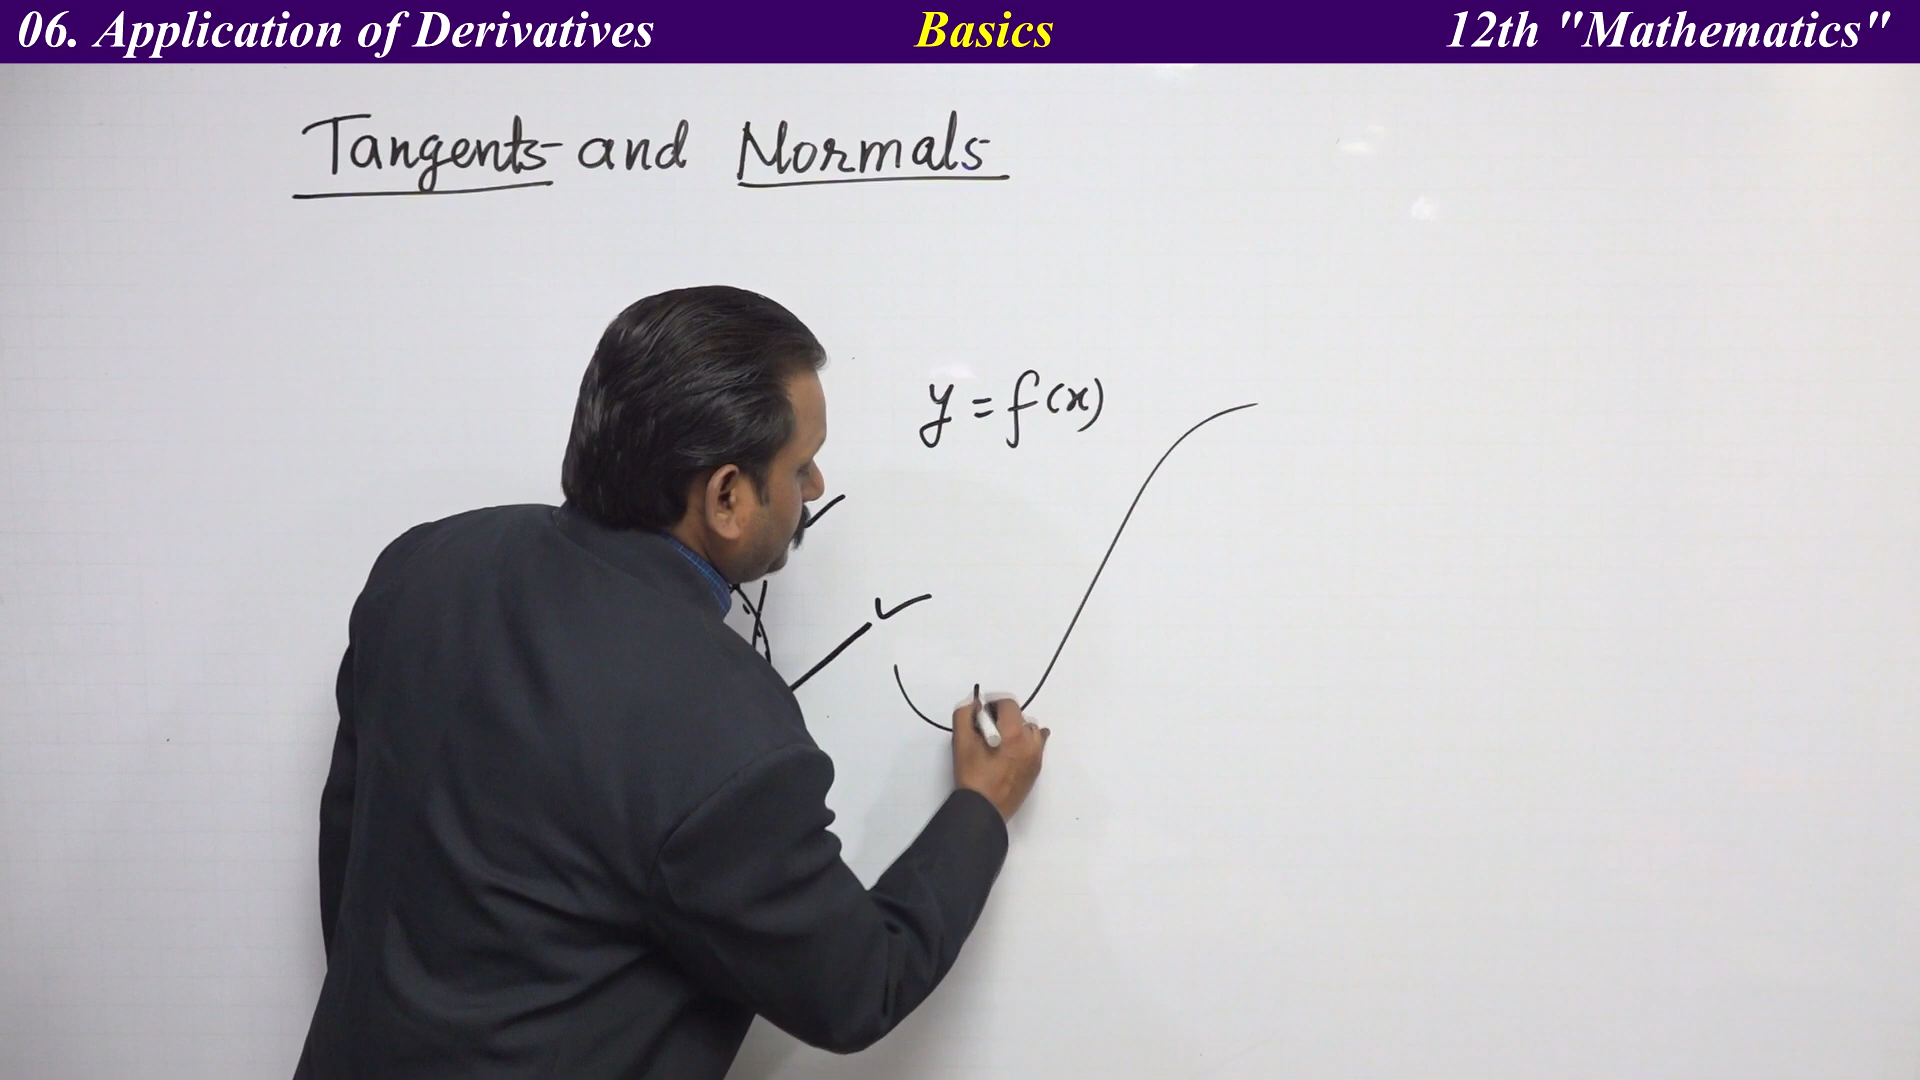 06. Application of Derivatives Basics 12th "Mathematics"
Tangents and Normals
y = f(x)